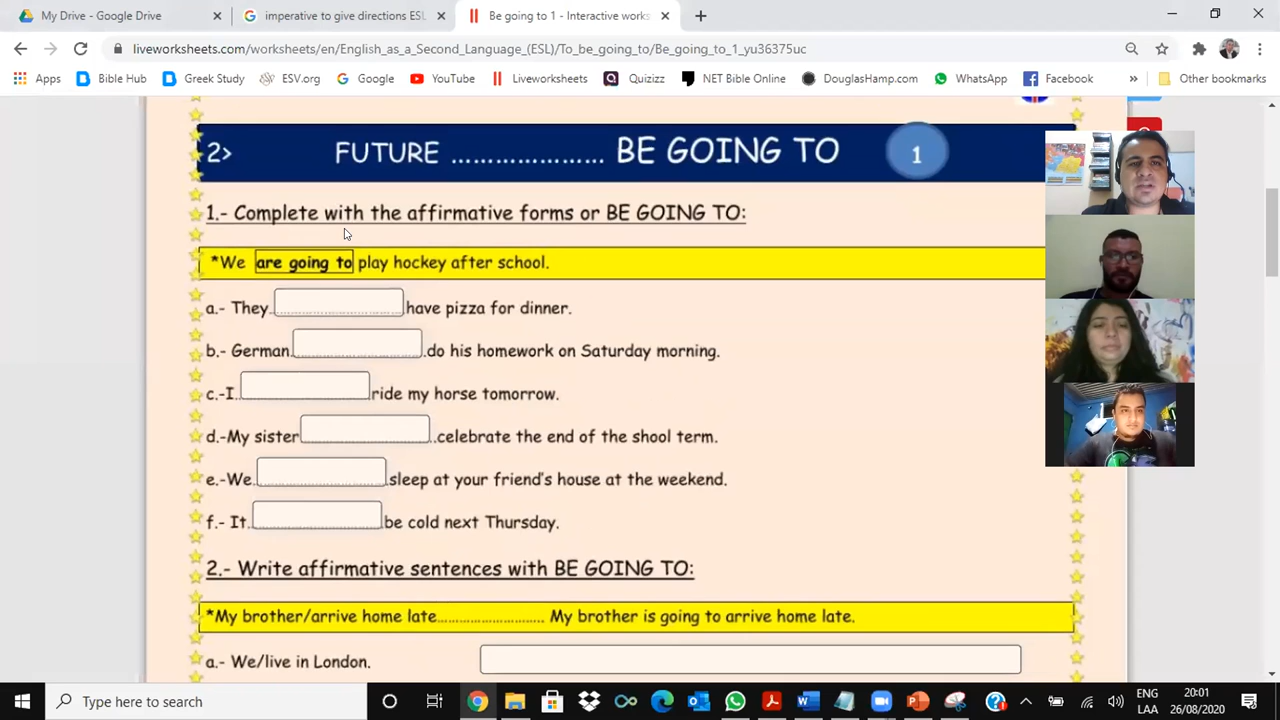 My Drive - Google Drive
imperative to give directions ESL
Be going to 1 - Interactive works
liveworksheets.com/worksheets/en/English_as_a_Second_Language_(ESL)/To_be_going_to/Be_going_to_1_yu36375uc
Apps Bible Hub Greek Study ESV.org Google YouTube Liveworksheets Quizizz NET Bible Online DouglasHamp.com WhatsApp Facebook » Other bookmarks
2> FUTURE ..................... BE GOING TO 1
1.- Complete with the affirmative forms or BE GOING TO:
*We are going to play hockey after school.
a.- They have pizza for dinner.
b.- German do his homework on Saturday morning.
c.-I ride my horse tomorrow.
d.-My sister celebrate the end of the shool term.
e.-We sleep at your friend's house at the weekend.
f.- It be cold next Thursday.
2.- Write affirmative sentences with BE GOING TO:
*My brother/arrive home late.......................... My brother is going to arrive home late.
a.- We/live in London.
Type here to search
ENG 20:01
LAA 26/08/2020